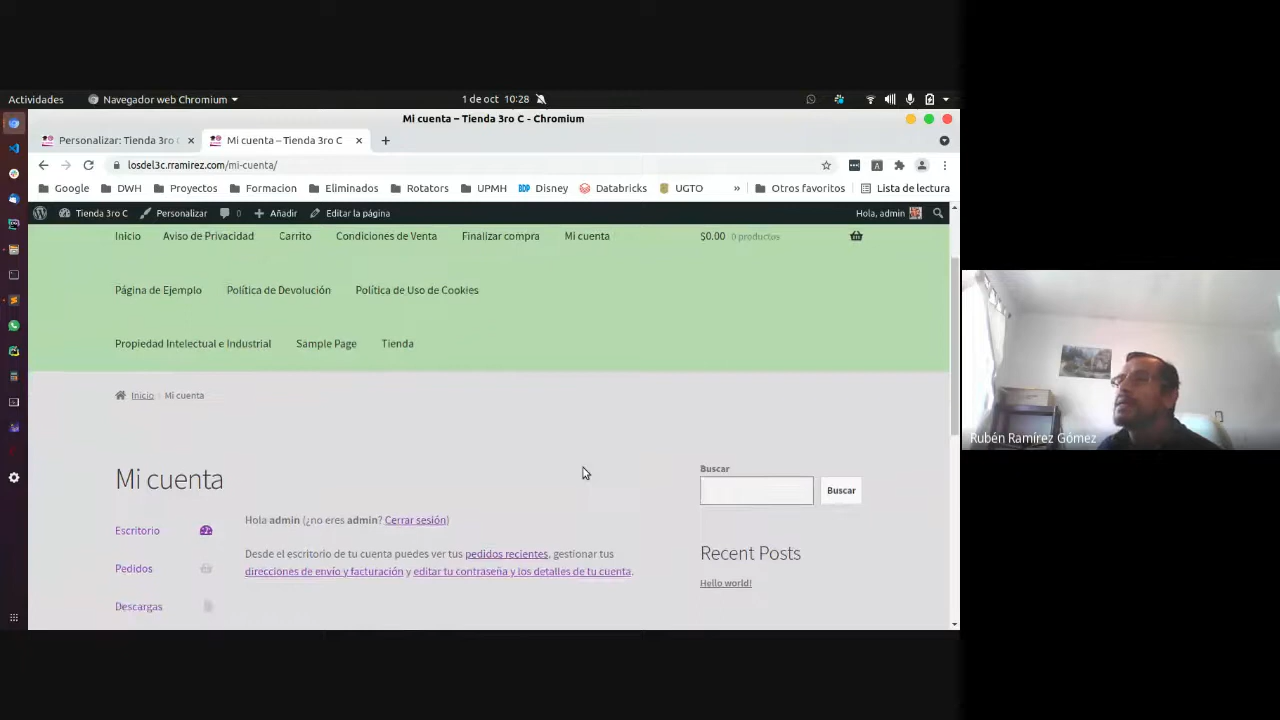 Actividades Navegador web Chromium 1 de oct 10:28
Mi cuenta – Tienda 3ro C - Chromium
Personalizar: Tienda 3ro Mi cuenta – Tienda 3ro C
losdel3c.rramirez.com/mi-cuenta/
Google DWH Proyectos Formacion Eliminados Rotators UPMH Disney Databricks UGTO » Otros favoritos Lista de lectura
Tienda 3ro C Personalizar 0 Añadir Editar la página Hola, admin
Inicio Aviso de Privacidad Carrito Condiciones de Venta Finalizar compra Mi cuenta $0.00 0 productos
Página de Ejemplo Política de Devolución Política de Uso de Cookies
Propiedad Intelectual e Industrial Sample Page Tienda
Inicio Mi cuenta
Mi cuenta
Escritorio
Pedidos
Descargas
Hola admin (¿no eres admin? Cerrar sesión)
Desde el escritorio de tu cuenta puedes ver tus pedidos recientes, gestionar tus
direcciones de envío y facturación y editar tu contraseña y los detalles de tu cuenta.
Buscar
Buscar
Recent Posts
Hello world!
Rubén Ramírez Gómez